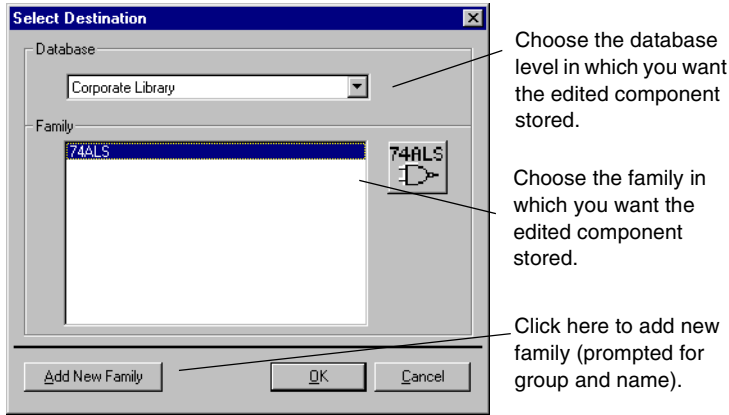 Select Destination
Database
Corporate Library
Family
74ALS
74ALS
Add New Family
OK
Cancel
Choose the database
level in which you want
the edited component
stored.
Choose the family in
which you want the
edited component
stored.
Click here to add new
family (prompted for
group and name).